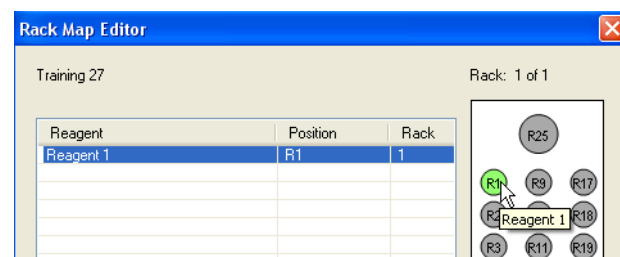 Rack Map Editor
Training 27
Rack: 1 of 1
Reagent Position Rack
Reagent 1 R1 1
R25
R1 R9 R17
R2 Reagent 1 R18
R3 R11 R19